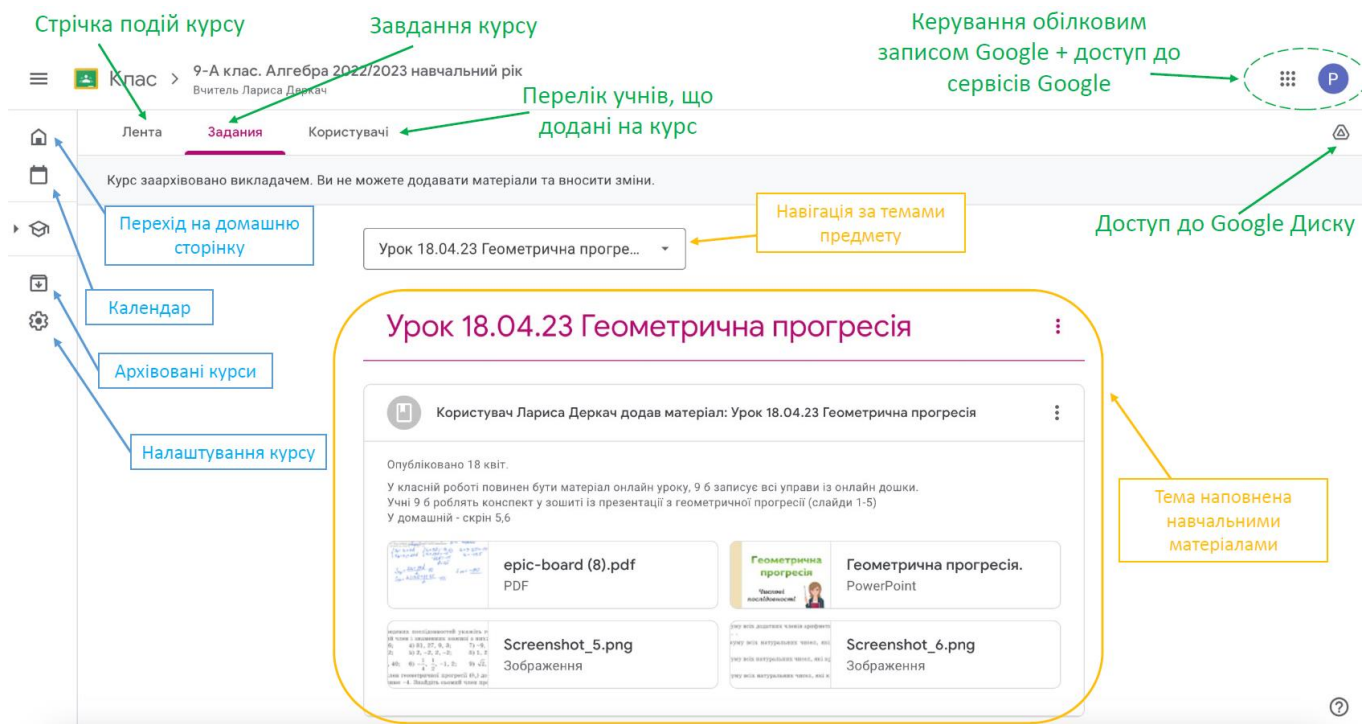 Стрічка подій курсу
Завдання курсу
Керування обліковим
записом Google + доступ до
сервісів Google
Клас > 9-А клас. Алгебра 2022/2023 навчальний рік
Вчитель Лариса Деркач
P
Перелік учнів, що
додані на курс
Лента
Задания
Користувачі
Курс заархівовано викладачем. Ви не можете додавати матеріали та вносити зміни.
Перехід на домашню
сторінку
Навігація за темами
предмету
Доступ до Google Диску
Урок 18.04.23 Геометрична прогре...
Календар
Урок 18.04.23 Геометрична прогресія
Архівовані курси
Користувач Лариса Деркач додав матеріал: Урок 18.04.23 Геометрична прогресія
Налаштування курсу
Опубліковано 18 квіт.
У класній роботі повинен бути матеріал онлайн уроку, 9 б записує всі управи із онлайн дошки.
Учні 9 б роблять конспект у зошиті із презентації з геометричної прогресії (слайди 1-5)
У домашній - скрін 5,6
Тема наповнена
навчальними
матеріалами
epic-board (8).pdf
PDF
Геометрична
прогресія
Числові
послідовності
Геометрична прогресія.
PowerPoint
Screenshot_5.png
Зображення
Screenshot_6.png
Зображення